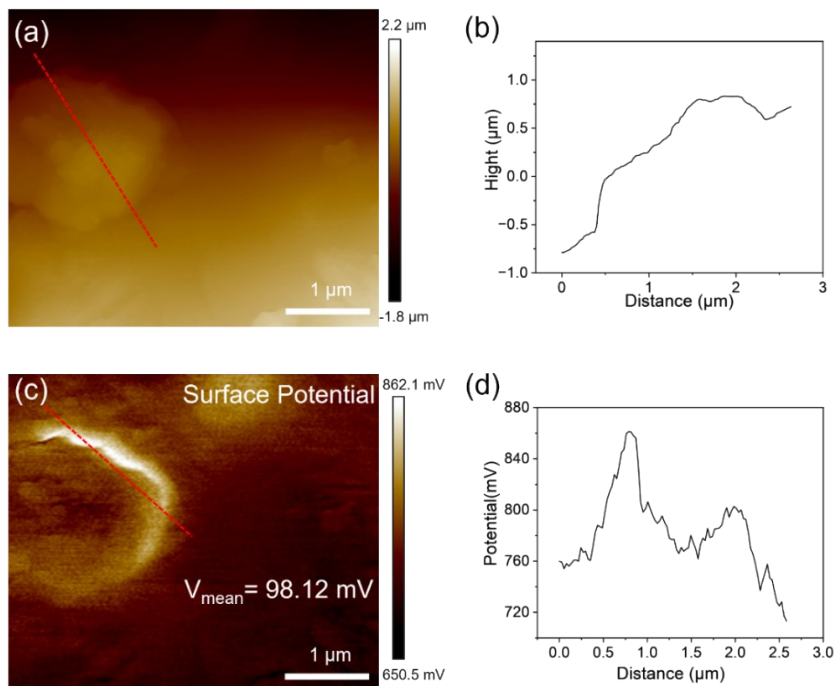 (a)
2.2 µm
1 µm
-1.8 µm
(b)
Hight (µm)
1.0
0.5
0.0
−0.5
−1.0
0 1 2 3
Distance (µm)
(c)
Surface Potential
862.1 mV
V_mean= 98.12 mV
1 µm
650.5 mV
(d)
Potential(mV)
880
840
800
760
720
0.0 0.5 1.0 1.5 2.0 2.5 3.0
Distance (µm)